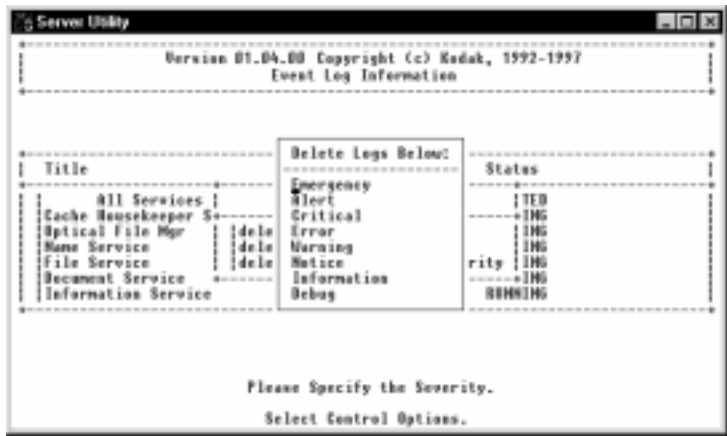 Server Utility
Version 01.04.00 Copyright (c) Kodak, 1992-1997
Event Log Information
Delete Logs Below:
Title
Status
Emergency
All Services
Alert
TED
Cache Housekeeper S
Critical
ING
Optical File Mgr
dele
Error
ING
Name Service
dele
Warning
ING
File Service
dele
Notice
rity
ING
Document Service
Information
ING
Information Service
Debug
RUNNING
Please Specify the Severity.
Select Control Options.